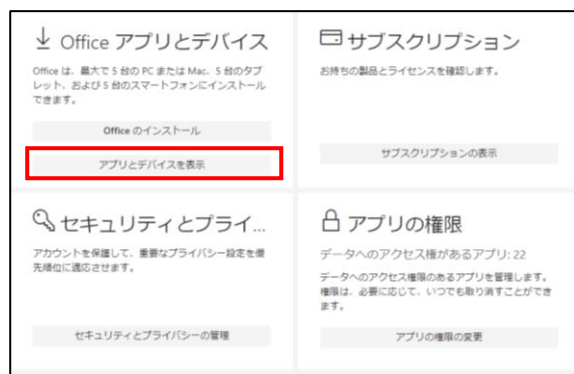 Office アプリとデバイス
Office は、最大で 5 台の PC または Mac、5 台のタブ
レット、および 5 台のスマートフォンにインストール
できます。
Office のインストール
アプリとデバイスを表示
サブスクリプション
お持ちの製品とライセンスを確認します。
サブスクリプションの表示
セキュリティとプライ...
アカウントを保護して、重要なプライバシー設定を優
先順位に適応させます。
セキュリティとプライバシーの管理
アプリの権限
データへのアクセス権があるアプリ: 22
データへのアクセス権限のあるアプリを管理します。
権限は、必要に応じて、いつでも取り消すことができ
ます。
アプリの権限の変更